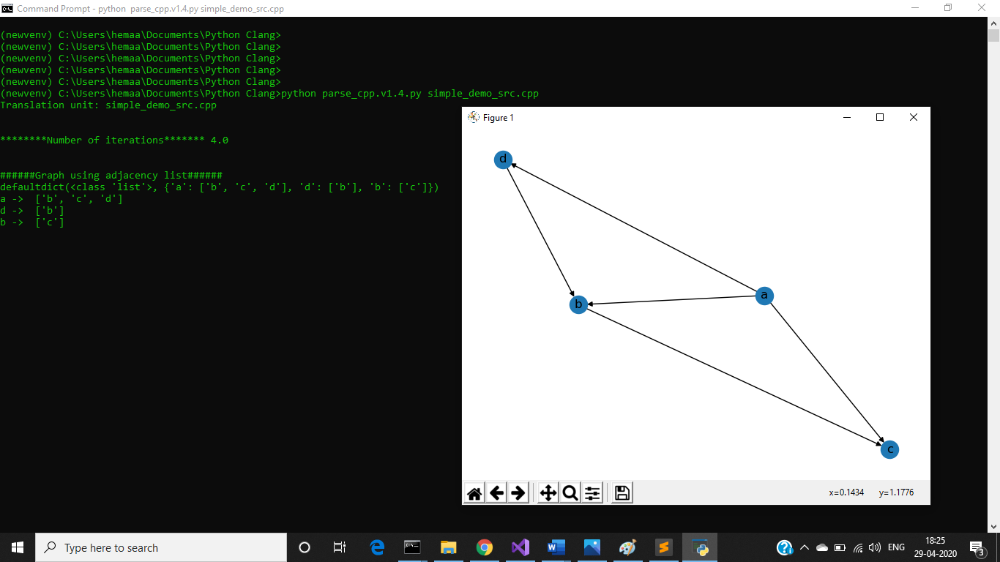 Command Prompt - python  parse_cpp.v1.4.py simple_demo_src.cpp
(newvenv) C:\Users\hemaa\Documents\Python Clang>
(newvenv) C:\Users\hemaa\Documents\Python Clang>
(newvenv) C:\Users\hemaa\Documents\Python Clang>
(newvenv) C:\Users\hemaa\Documents\Python Clang>
(newvenv) C:\Users\hemaa\Documents\Python Clang>
(newvenv) C:\Users\hemaa\Documents\Python Clang>python parse_cpp.v1.4.py simple_demo_src.cpp
Translation unit: simple_demo_src.cpp
********Number of iterations******* 4.0
######Graph using adjacency list######
defaultdict(<class 'list'>, {'a': ['b', 'c', 'd'], 'd': ['b'], 'b': ['c']})
a ->  ['b', 'c', 'd']
d ->  ['b']
b ->  ['c']
Figure 1
d
a
b
c
x=0.1434 y=1.1776
Type here to search
ENG
18:25
29-04-2020
3